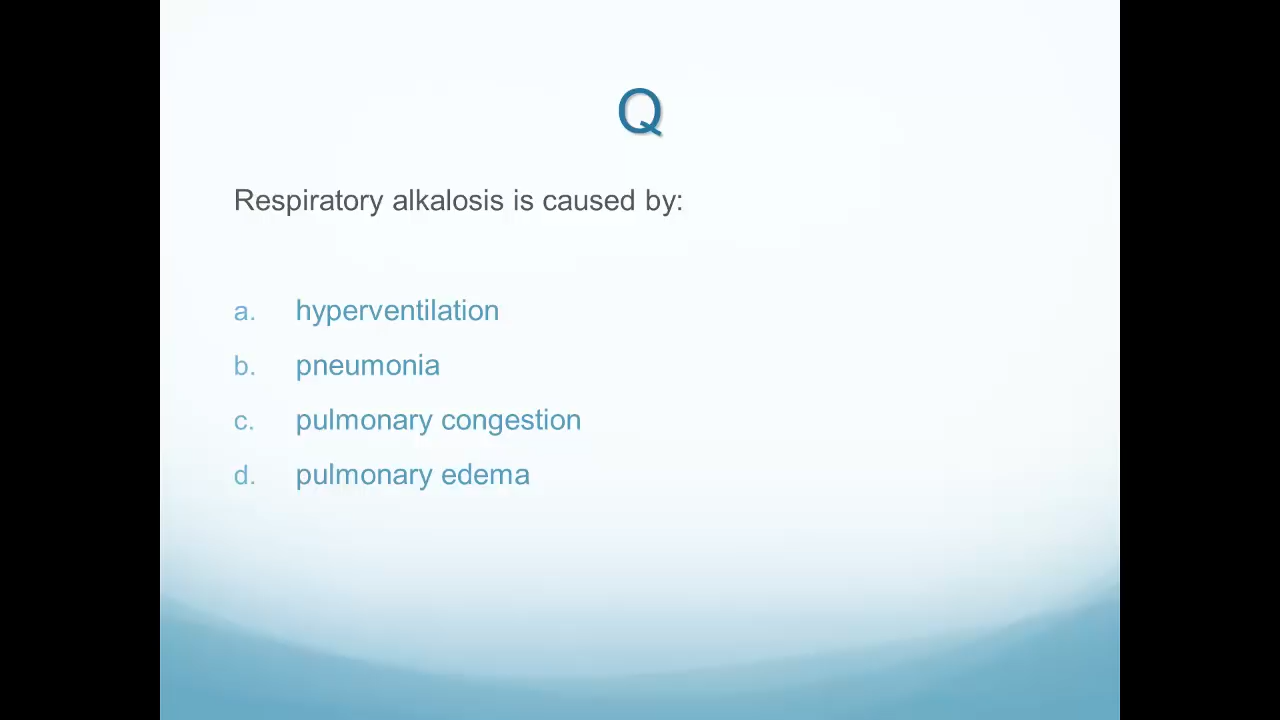 Q
Respiratory alkalosis is caused by:
a. hyperventilation
b. pneumonia
c. pulmonary congestion
d. pulmonary edema